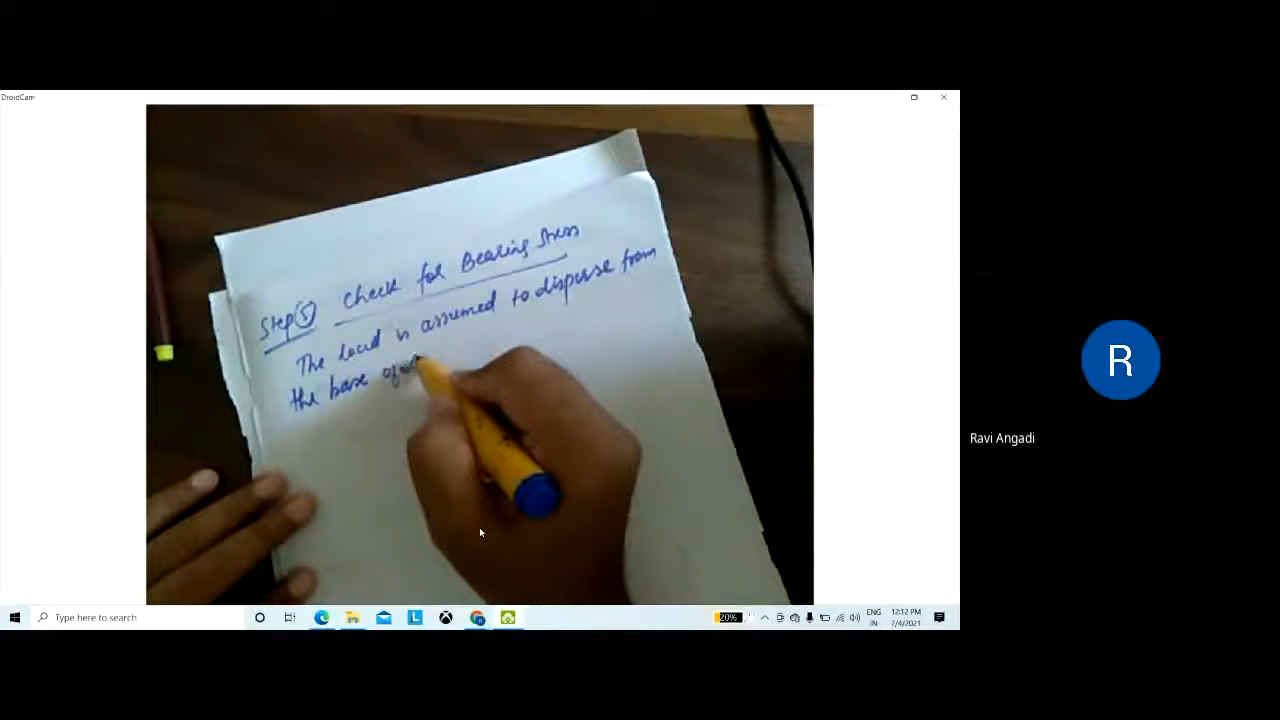 DroidCam
Step(5) Check for Bearing Stress
The load is assumed to disperse from
the base of
R
Ravi Angadi
Type here to search
20%
ENG
IN
12:12 PM
7/4/2021